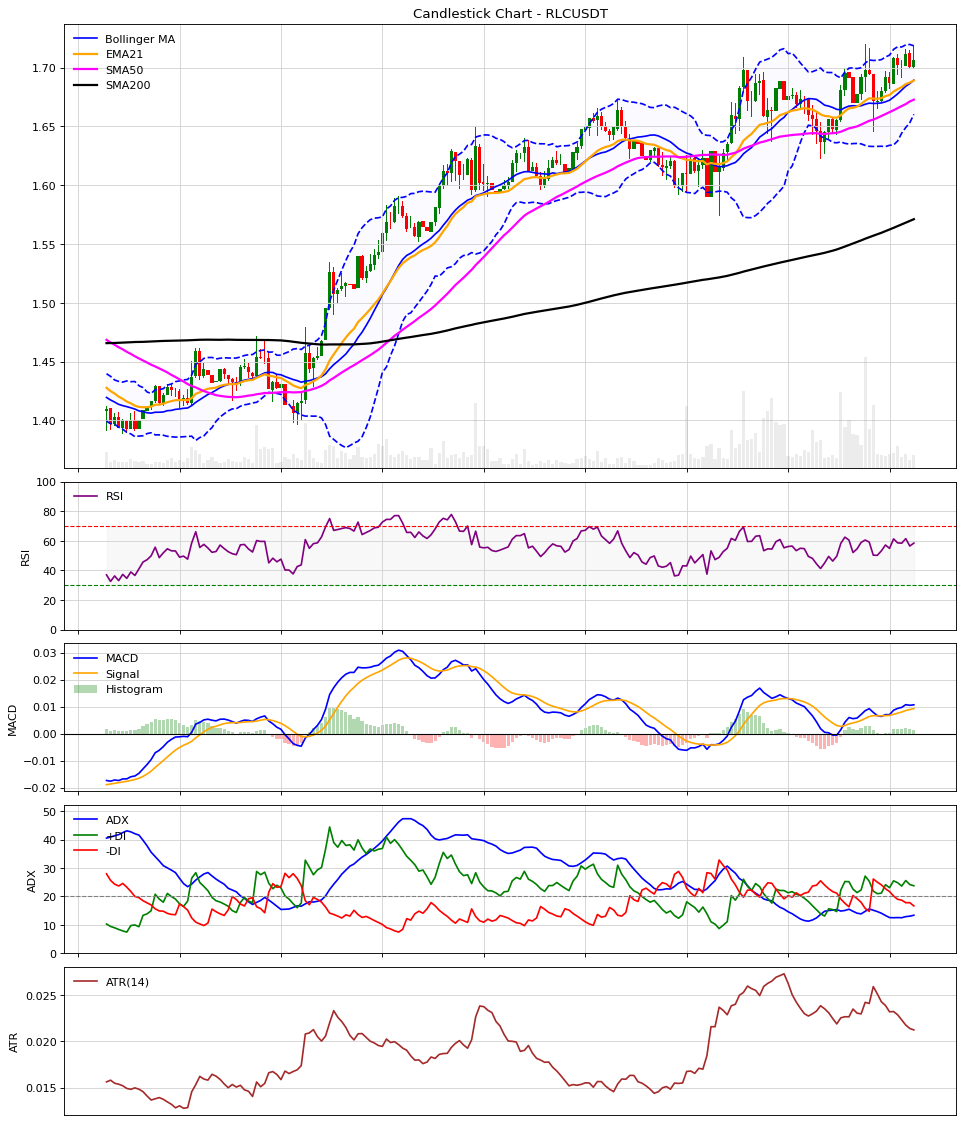 Candlestick Chart - RLCUSDT
Bollinger MA
EMA21
SMA50
SMA200
1.70
1.65
1.60
1.55
1.50
1.45
1.40
RSI
RSI
100
80
60
40
20
0
MACD
Signal
Histogram
MACD
0.03
0.02
0.01
0.00
−0.01
−0.02
ADX
+DI
-DI
ADX
50
40
30
20
10
0
ATR(14)
ATR
0.025
0.020
0.015